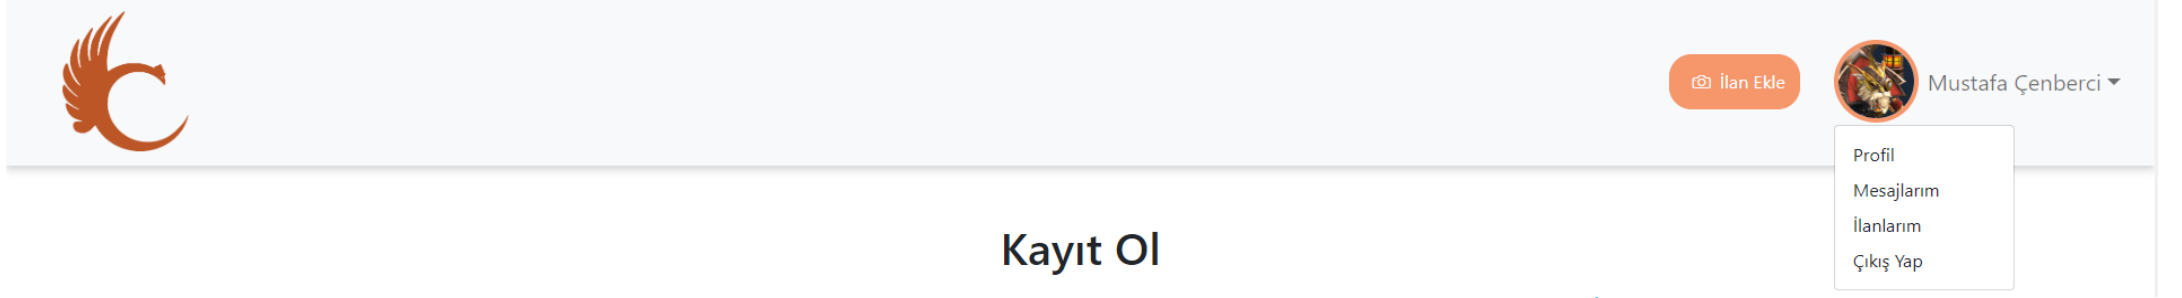 İlan Ekle
Mustafa Çenberci
Profil
Mesajlarım
İlanlarım
Çıkış Yap
Kayıt Ol